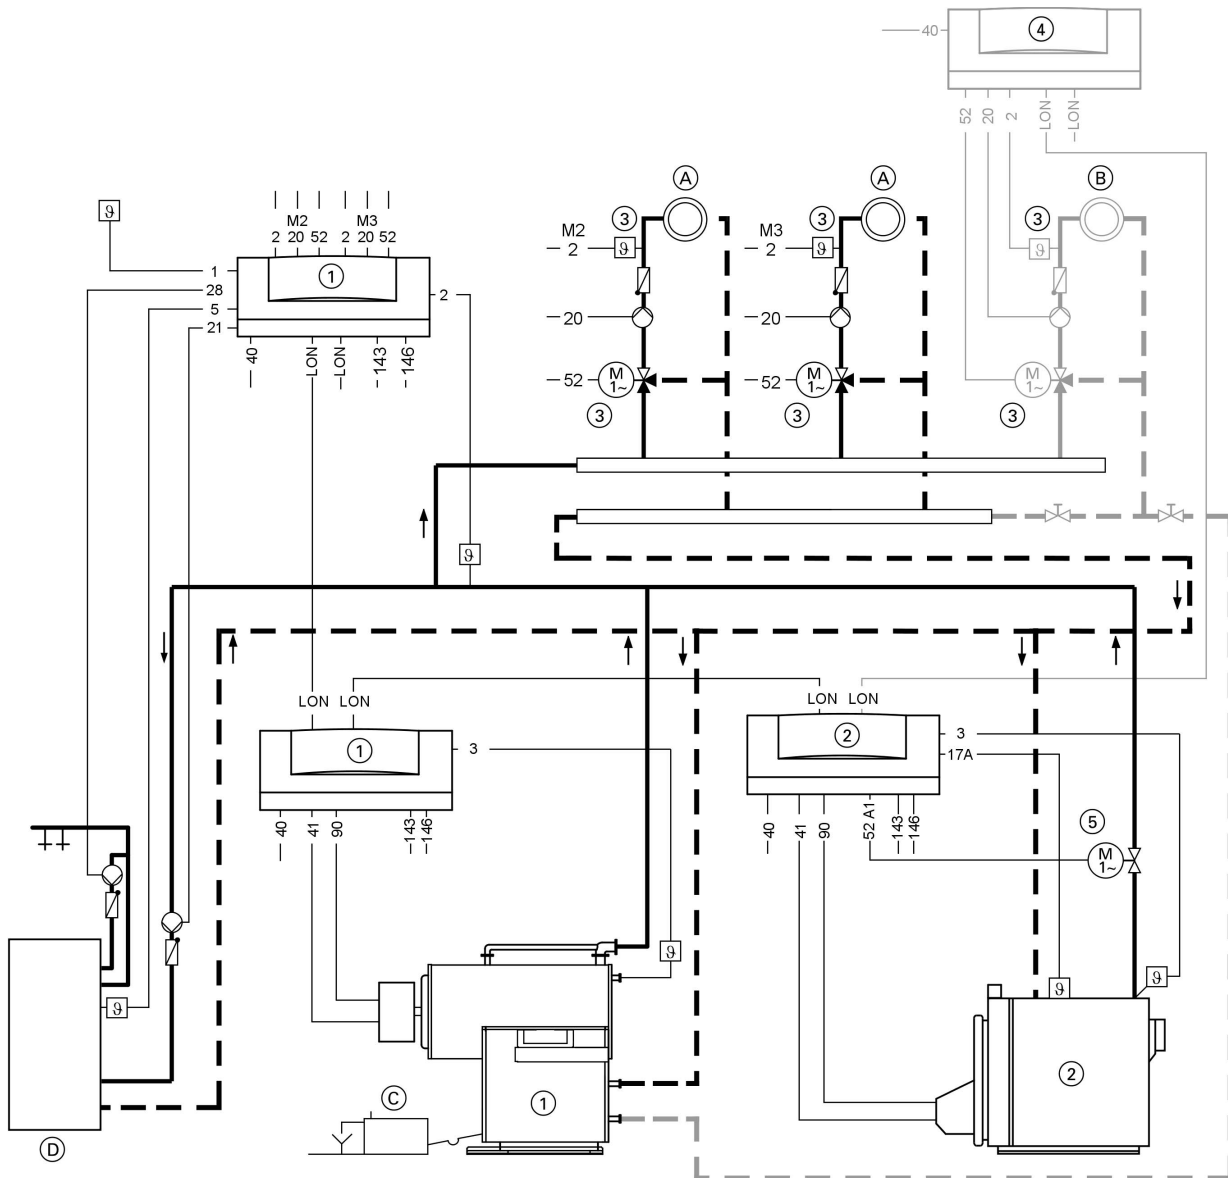 40 4
52 20 2 LON LON
A A B
ϑ
M2 M3
2 20 52 2 20 52
3 3 3
M2 M3
2 ϑ 2 ϑ ϑ
1
1
28
5
21
2
20 20
40 LON LON 143 146
52 M 1~ 52 M 1~ M 1~
3 3 3
ϑ
LON LON LON LON
1 3
2 3
17A
40 41 90 143 146
40 41 90 52 A1 143 146
5
M 1~
ϑ
ϑ ϑ
ϑ
2
C 1
D